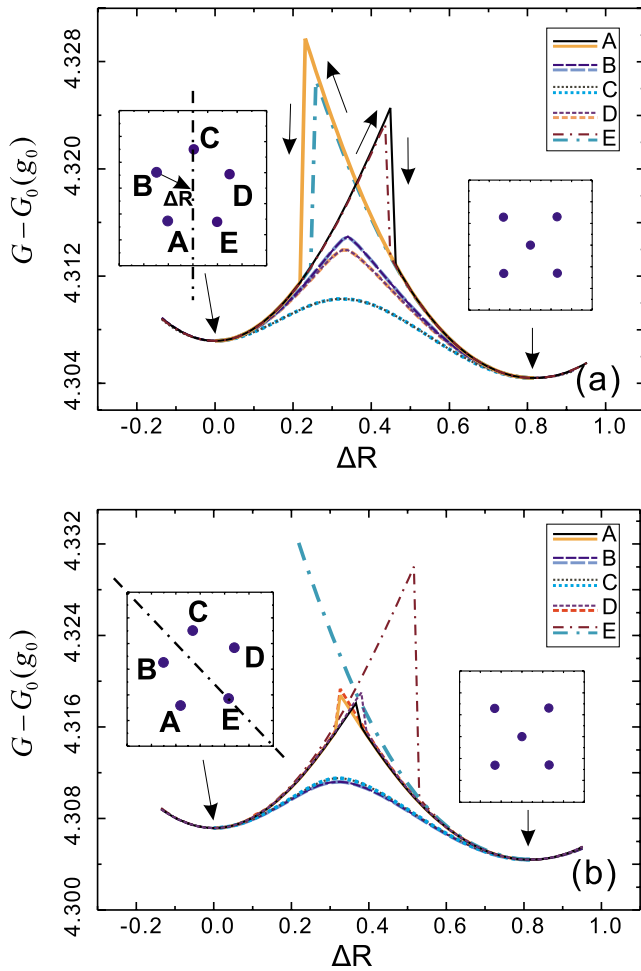 4.328
4.320
4.312
4.304
G−G₀(g₀)
A
B
C
D
E
C
B
D
ΔR
A
E
(a)
-0.2
0.0
0.2
0.4
0.6
0.8
1.0
ΔR
4.332
4.324
4.316
4.308
4.300
G−G₀(g₀)
A
B
C
D
E
C
B
D
A
E
(b)
-0.2
0.0
0.2
0.4
0.6
0.8
1.0
ΔR